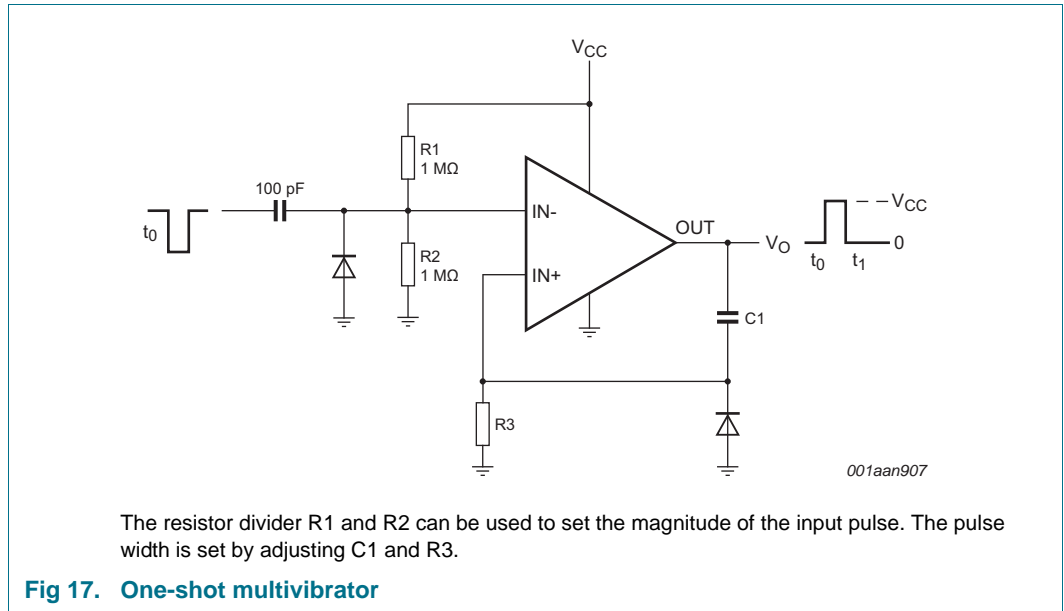 VCC
R1
1 MΩ
100 pF
IN-
t0
R2
1 MΩ
IN+
OUT
VO
VCC
0
t0
t1
C1
R3
001aan907
The resistor divider R1 and R2 can be used to set the magnitude of the input pulse. The pulse
width is set by adjusting C1 and R3.
Fig 17. One-shot multivibrator